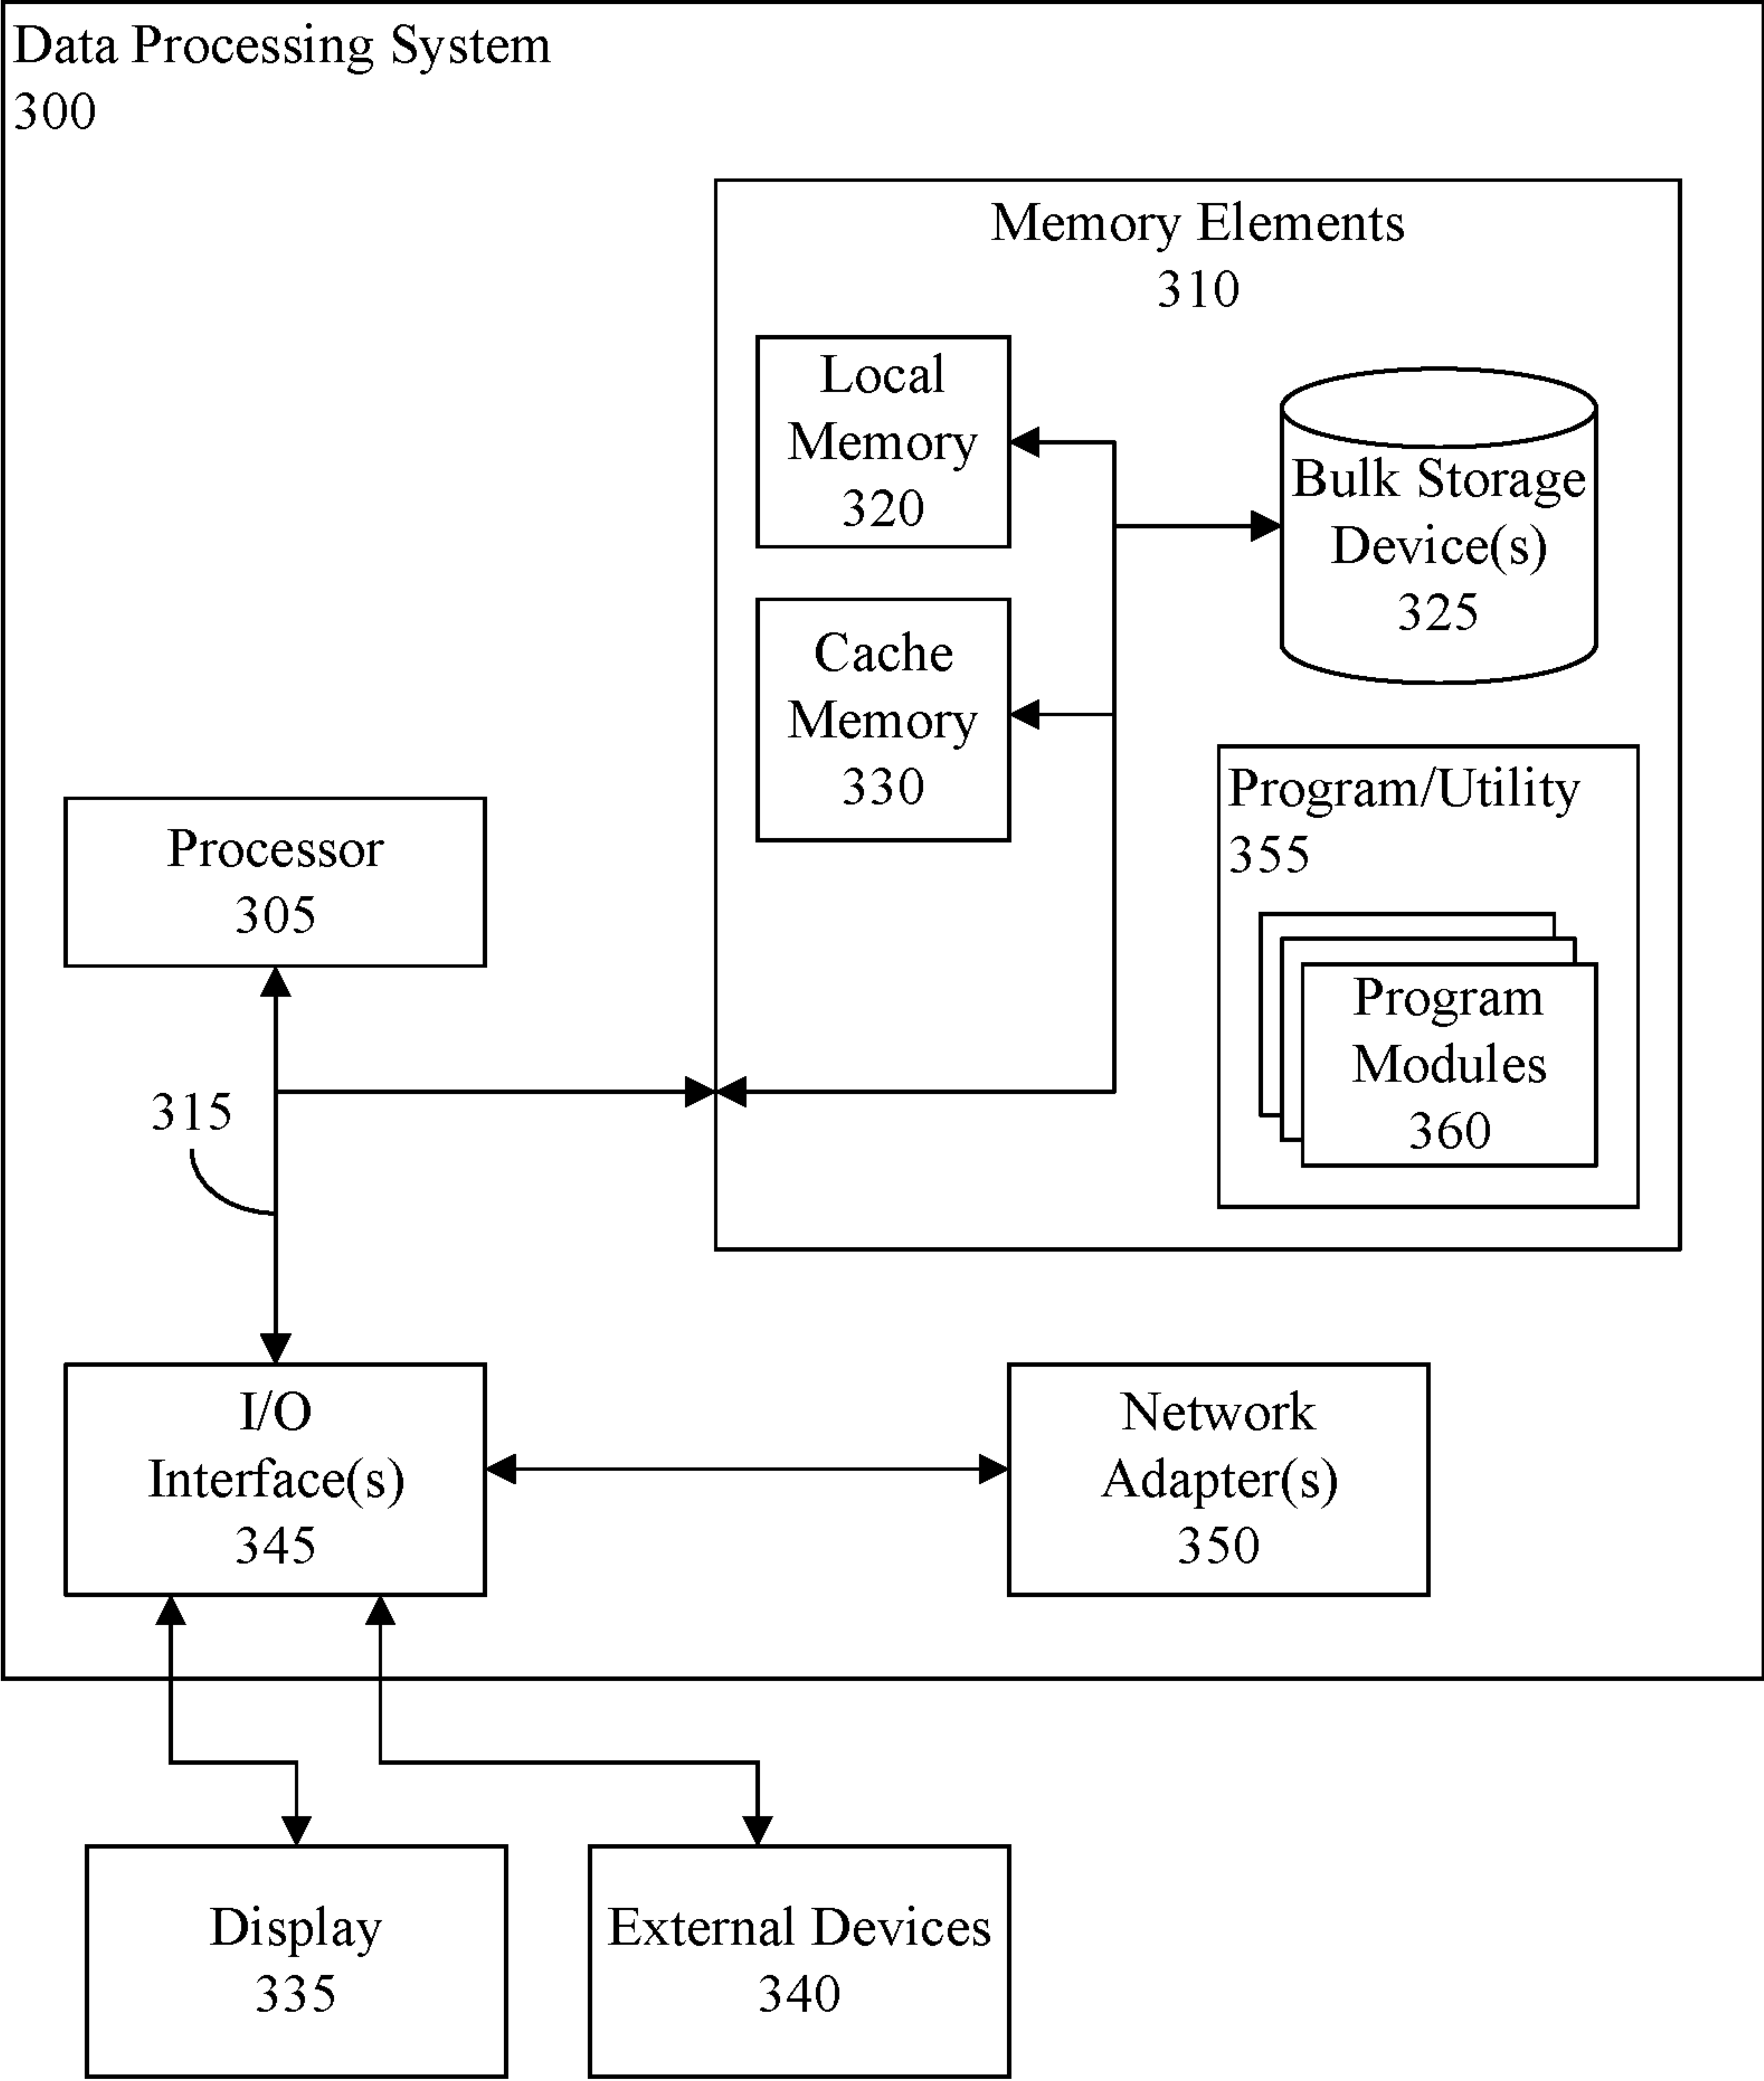 Data Processing System
300
Memory Elements
310
Local
Memory
320
Bulk Storage
Device(s)
325
Cache
Memory
330
Program/Utility
355
Program
Modules
360
Processor
305
315
I/O
Interface(s)
345
Network
Adapter(s)
350
Display
335
External Devices
340